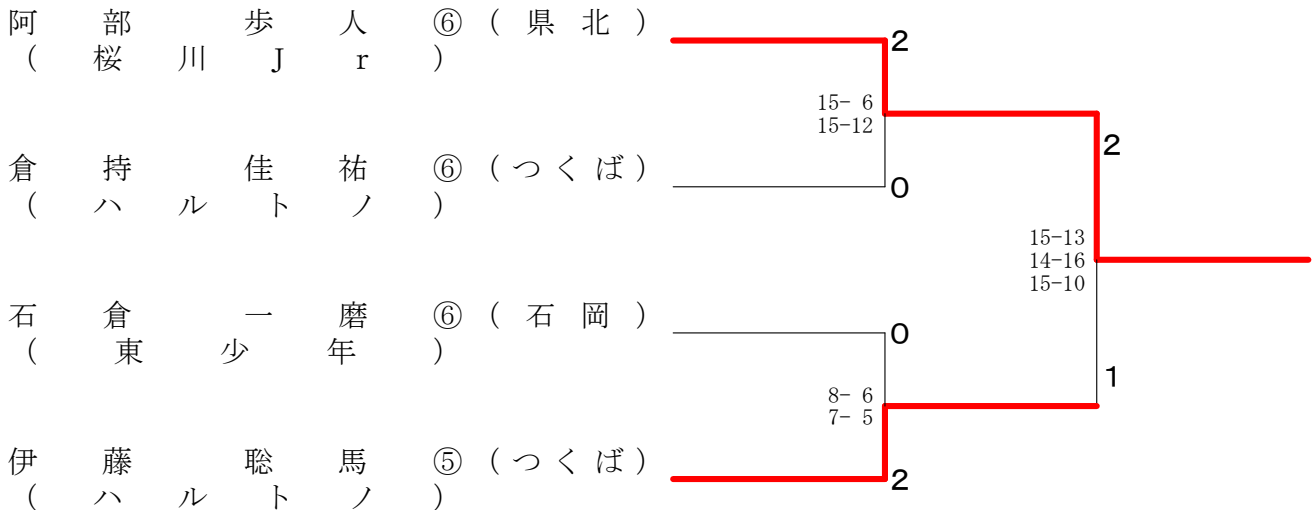 阿部 歩人 ⑥ (県北)
(桜川Jr)
2
15- 6
15-12
倉持 佳祐 ⑥ (つくば)
(ハルトノ)
0
2
15-13
14-16
15-10
石倉 一磨 ⑥ (石岡)
(東少年)
0
8- 6
7- 5
1
伊藤 聡馬 ⑤ (つくば)
(ハルトノ)
2